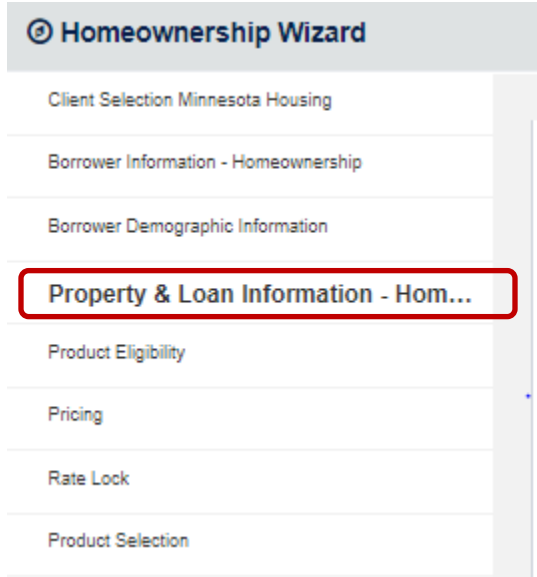 Homeownership Wizard
Client Selection Minnesota Housing
Borrower Information - Homeownership
Borrower Demographic Information
Property & Loan Information - Hom...
Product Eligibility
Pricing
Rate Lock
Product Selection